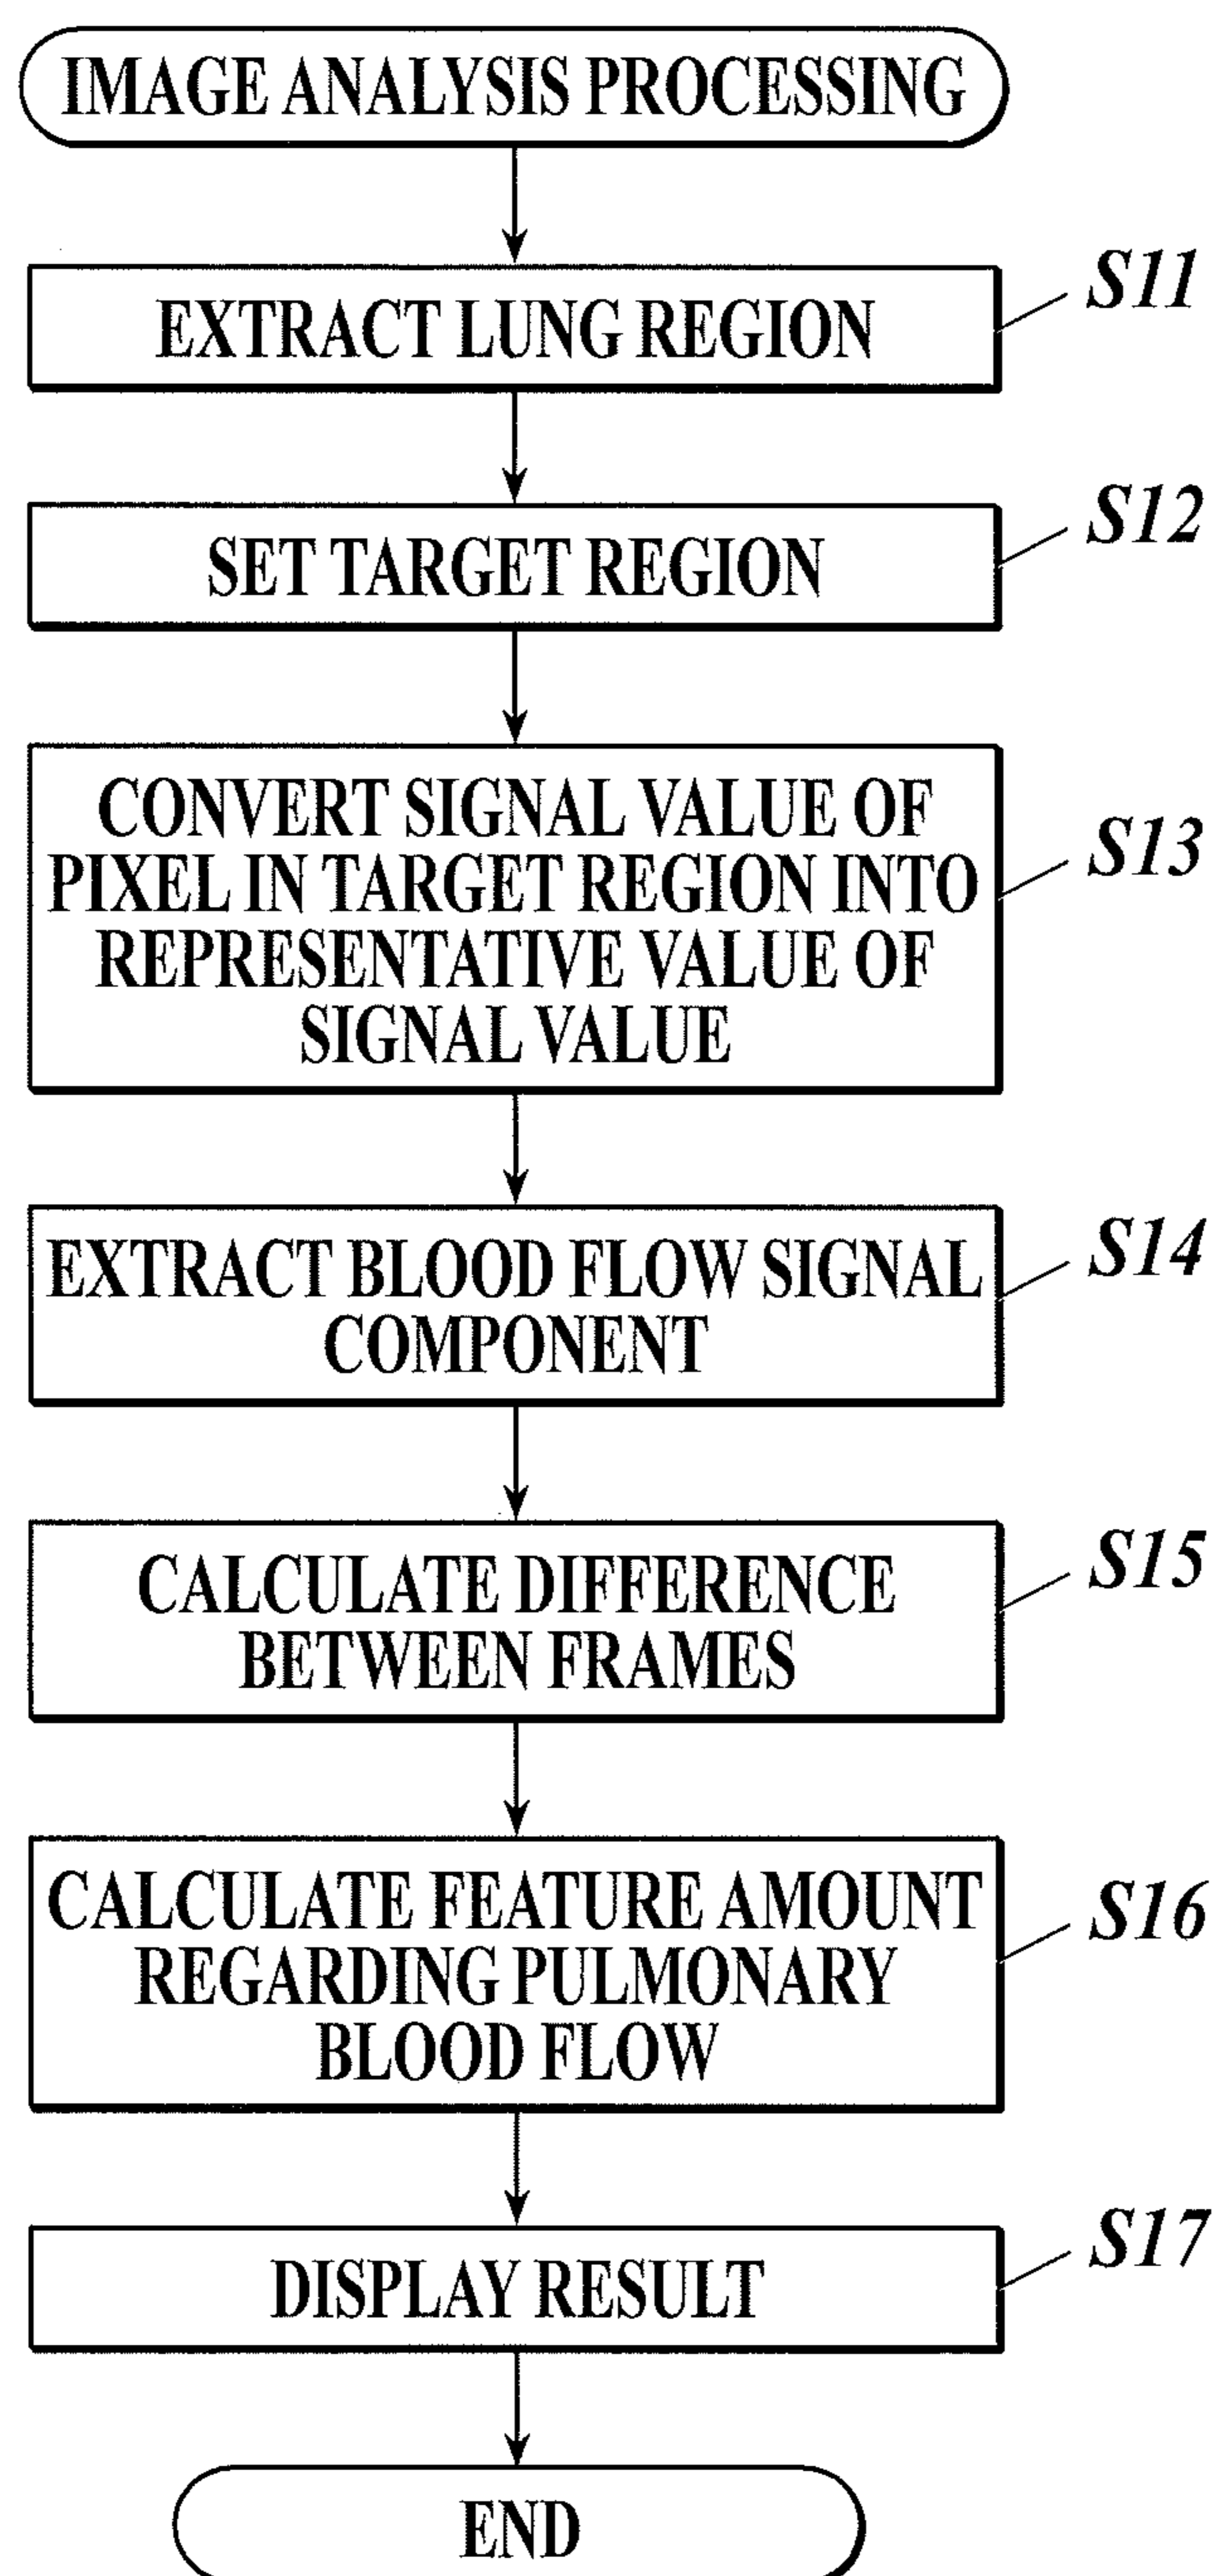 IMAGE ANALYSIS PROCESSING
S11
EXTRACT LUNG REGION
S12
SET TARGET REGION
S13
CONVERT SIGNAL VALUE OF
PIXEL IN TARGET REGION INTO
REPRESENTATIVE VALUE OF
SIGNAL VALUE
S14
EXTRACT BLOOD FLOW SIGNAL
COMPONENT
S15
CALCULATE DIFFERENCE
BETWEEN FRAMES
S16
CALCULATE FEATURE AMOUNT
REGARDING PULMONARY
BLOOD FLOW
S17
DISPLAY RESULT
END